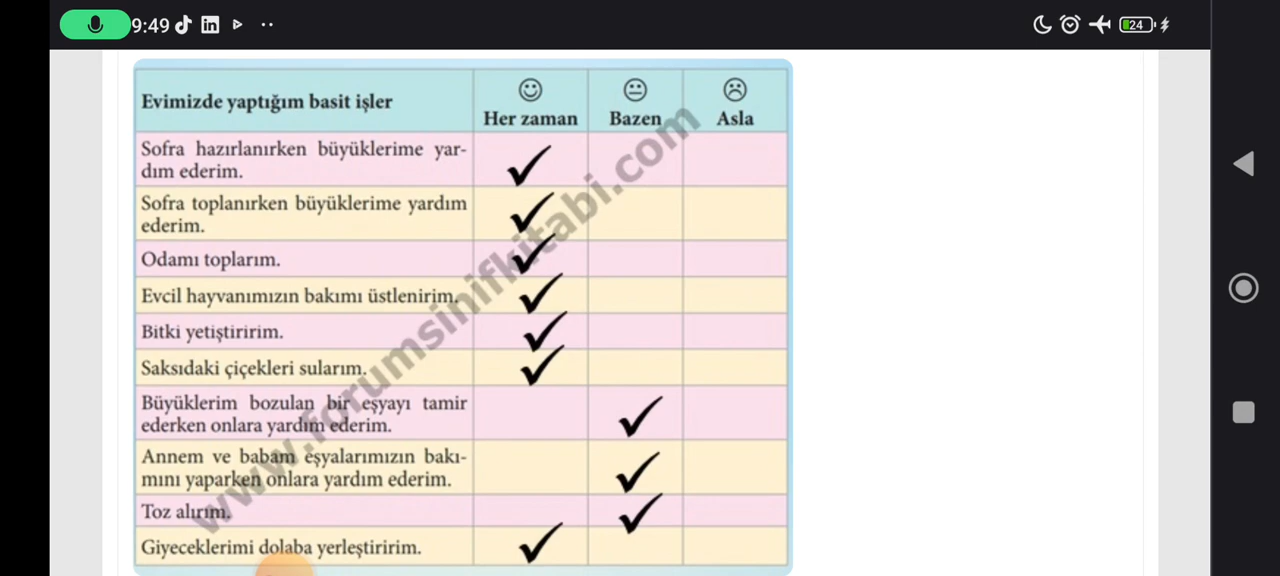 9:49
24
Evimizde yaptığım basit işler
Her zaman
Bazen
Asla
Sofra hazırlanırken büyüklerime yar-
dım ederim.
Sofra toplanırken büyüklerime yardım
ederim.
Odamı toplarım.
Evcil hayvanımızın bakımı üstlenirim.
Bitki yetiştiririm.
Saksıdaki çiçekleri sularım.
Büyüklerim bozulan bir eşyayı tamir
ederken onlara yardım ederim.
Annem ve babam eşyalarımızın bakı-
mını yaparken onlara yardım ederim.
Toz alırım.
Giyeceklerimi dolaba yerleştiririm.
www.forumsinifkitabi.com